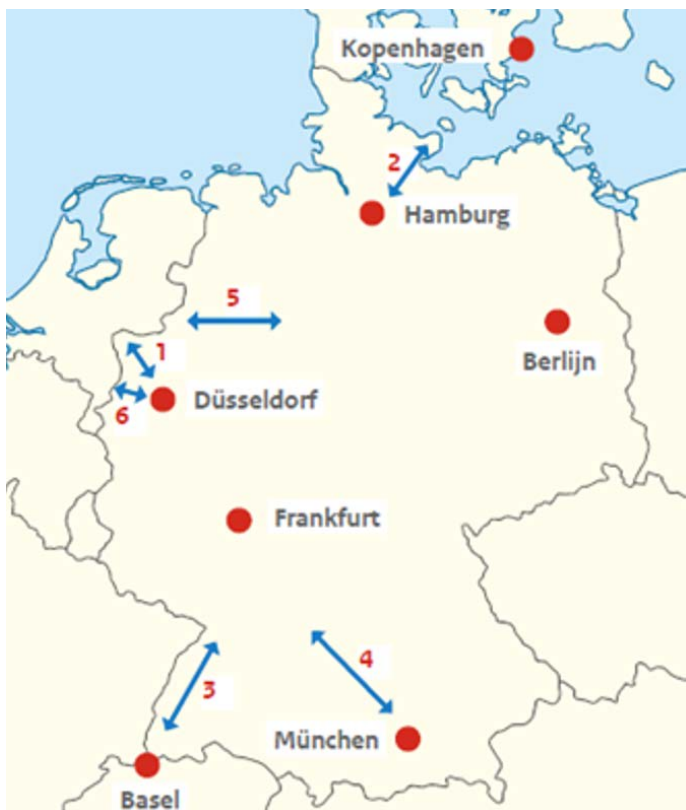 Kopenhagen
2
Hamburg
5
1
Berlijn
6
Düsseldorf
Frankfurt
4
3
München
Basel